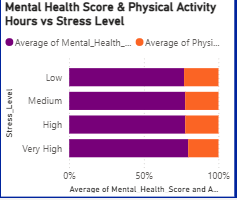 Mental Health Score & Physical Activity
Hours vs Stress Level
Average of Mental_Health_... Average of Physi...
Stress_Level
Low
Medium
High
Very High
0% 50% 100%
Average of Mental_Health_Score and A...